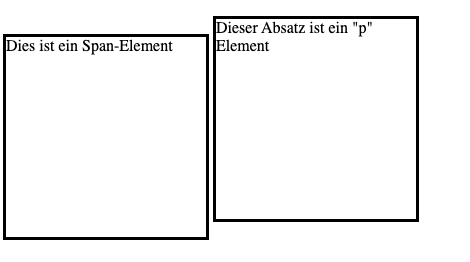 Dies ist ein Span-Element
Dieser Absatz ist ein "p"
Element